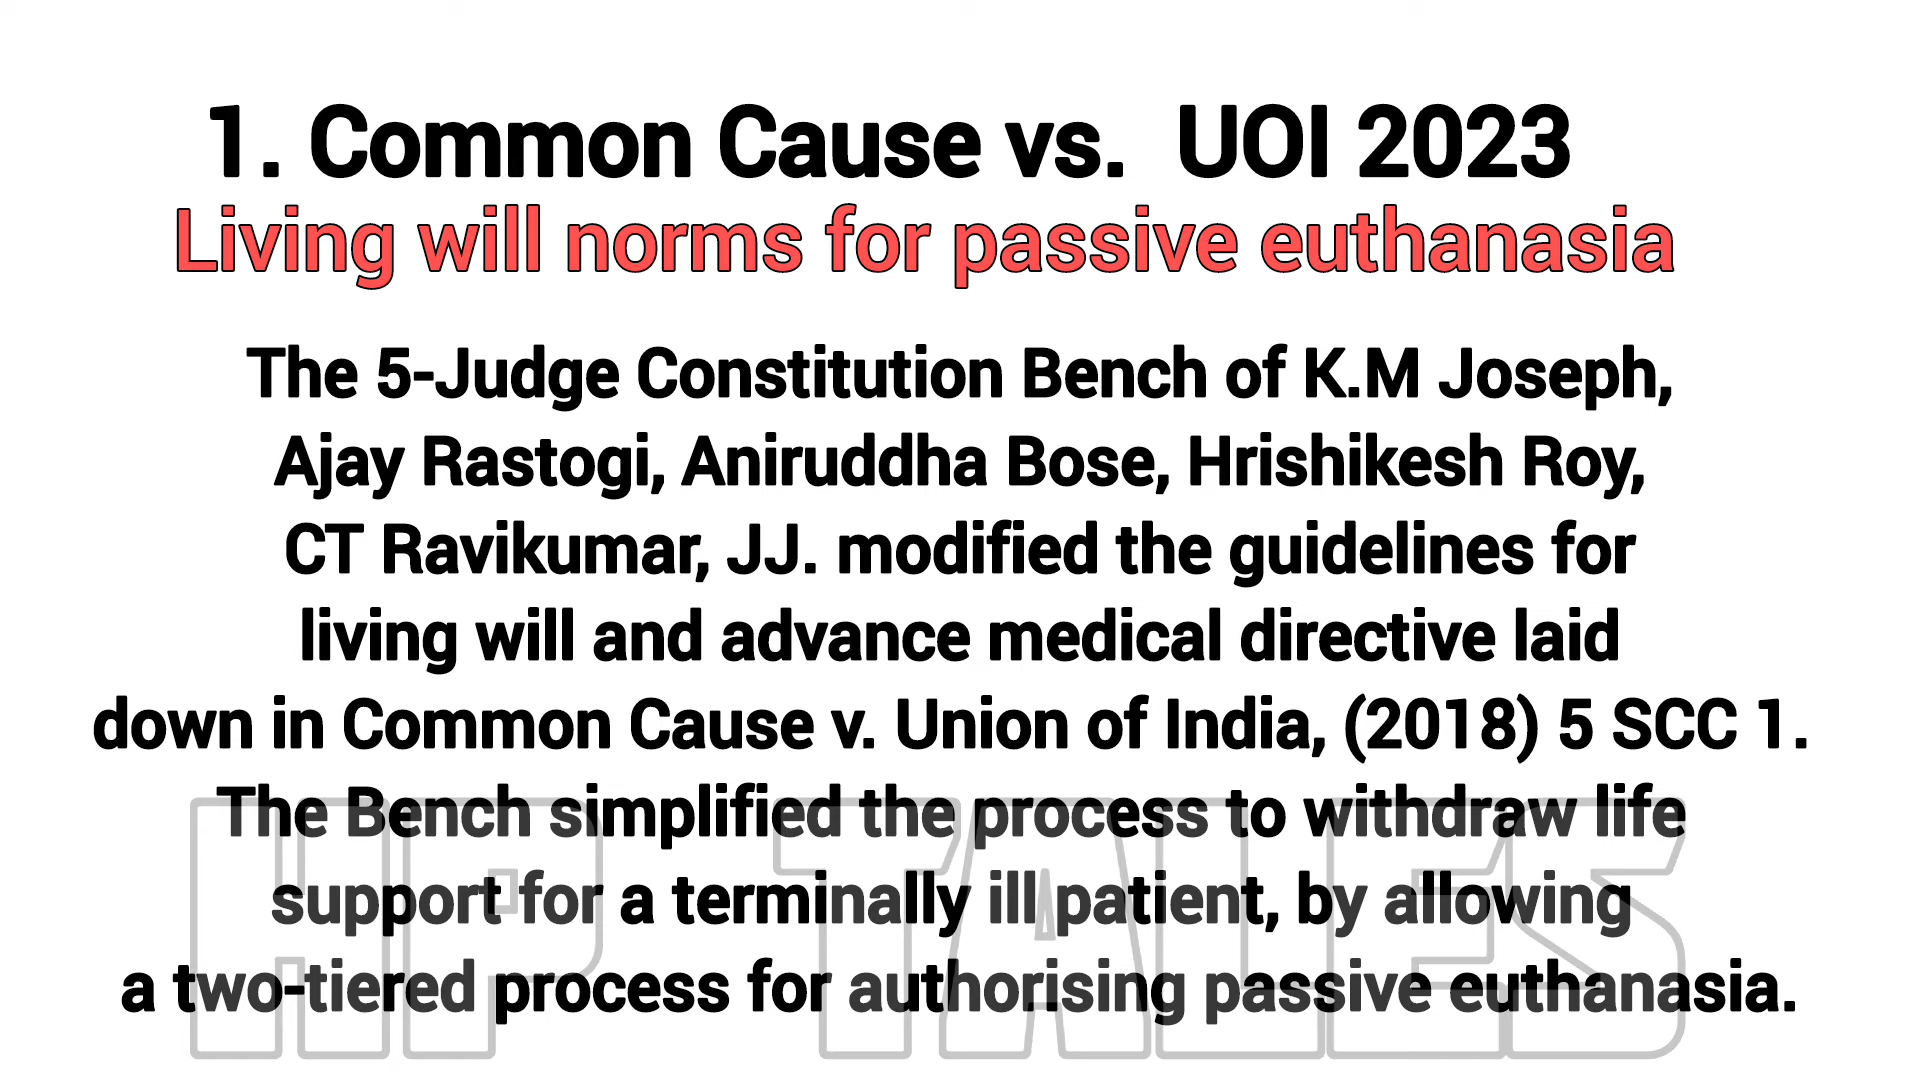 1. Common Cause vs.  UOI 2023
Living will norms for passive euthanasia
The 5-Judge Constitution Bench of K.M Joseph,
Ajay Rastogi, Aniruddha Bose, Hrishikesh Roy,
CT Ravikumar, JJ. modified the guidelines for
living will and advance medical directive laid
down in Common Cause v. Union of India, (2018) 5 SCC 1.
The Bench simplified the process to withdraw life
support for a terminally ill patient, by allowing
a two-tiered process for authorising passive euthanasia.
HP TALES